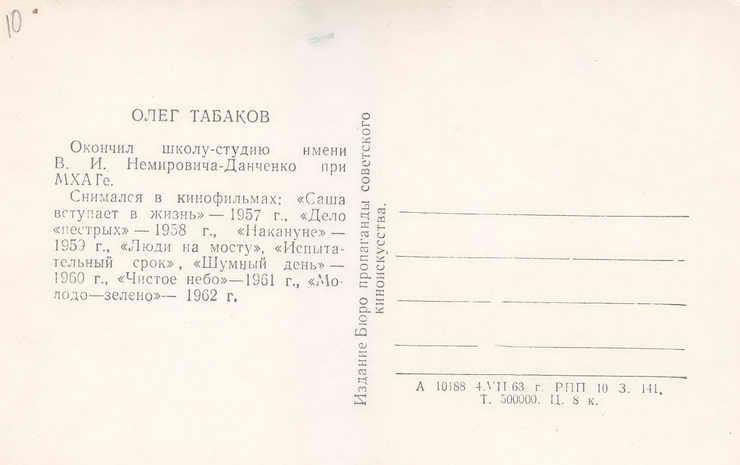 10
ОЛЕГ ТАБАКОВ
Окончил школу-студию имени
В. И. Немировича-Данченко при
МХАТе.
Снимался в кинофильмах: «Саша
вступает в жизнь» — 1957 г., «Дело
«пестрых» — 1958 г., «Накануне» —
1959 г., «Люди на мосту», «Испыта-
тельный срок», «Шумный день» —
1960 г., «Чистое небо» — 1961 г., «Мо-
лодо—зелено» — 1962 г.
Издание Бюро пропаганды советского
киноискусства.
А 10188 4.VII-63 г. РПП 10 З. 141.
Т. 500000. Ц. 8 к.